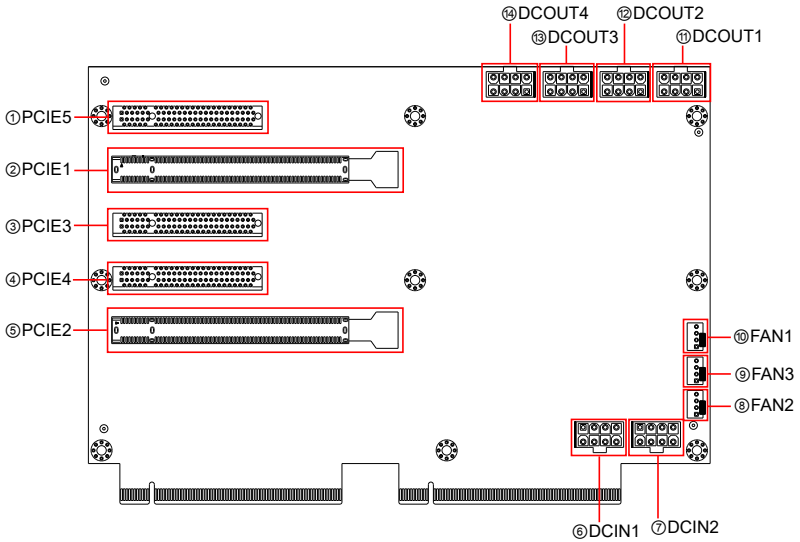 ⑭DCOUT4
⑫DCOUT2
⑬DCOUT3
⑪DCOUT1
①PCIE5
②PCIE1
③PCIE3
④PCIE4
⑤PCIE2
⑩FAN1
⑨FAN3
⑧FAN2
⑥DCIN1
⑦DCIN2